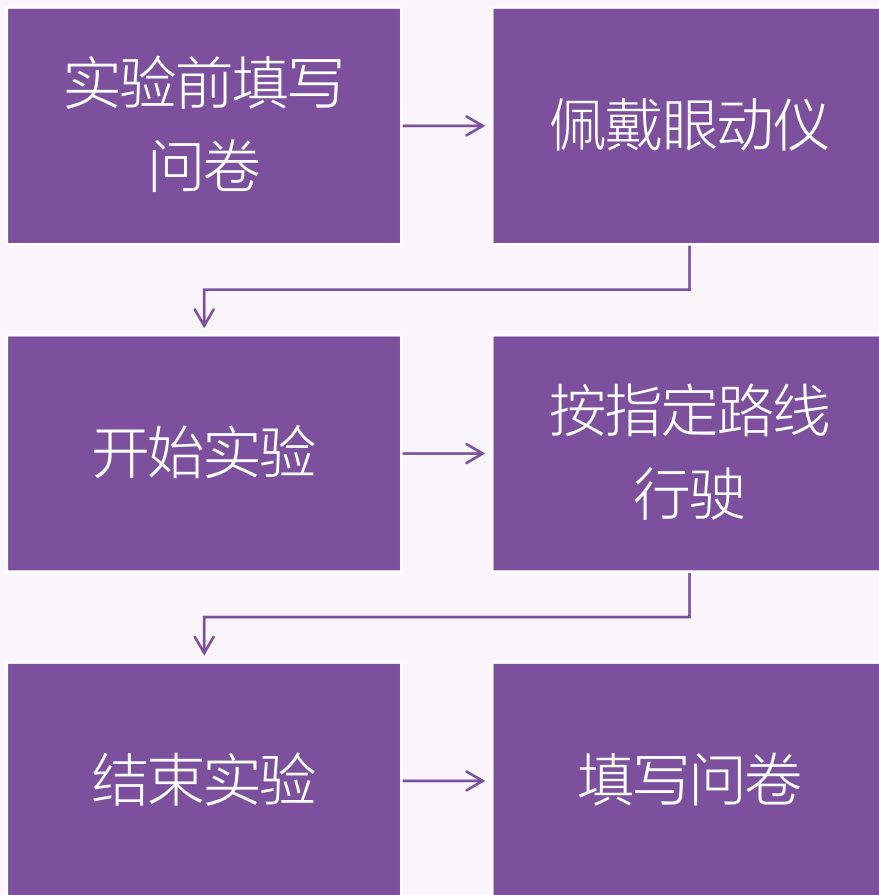 实验前填写
问卷
佩戴眼动仪
开始实验
按指定路线
行驶
结束实验
填写问卷